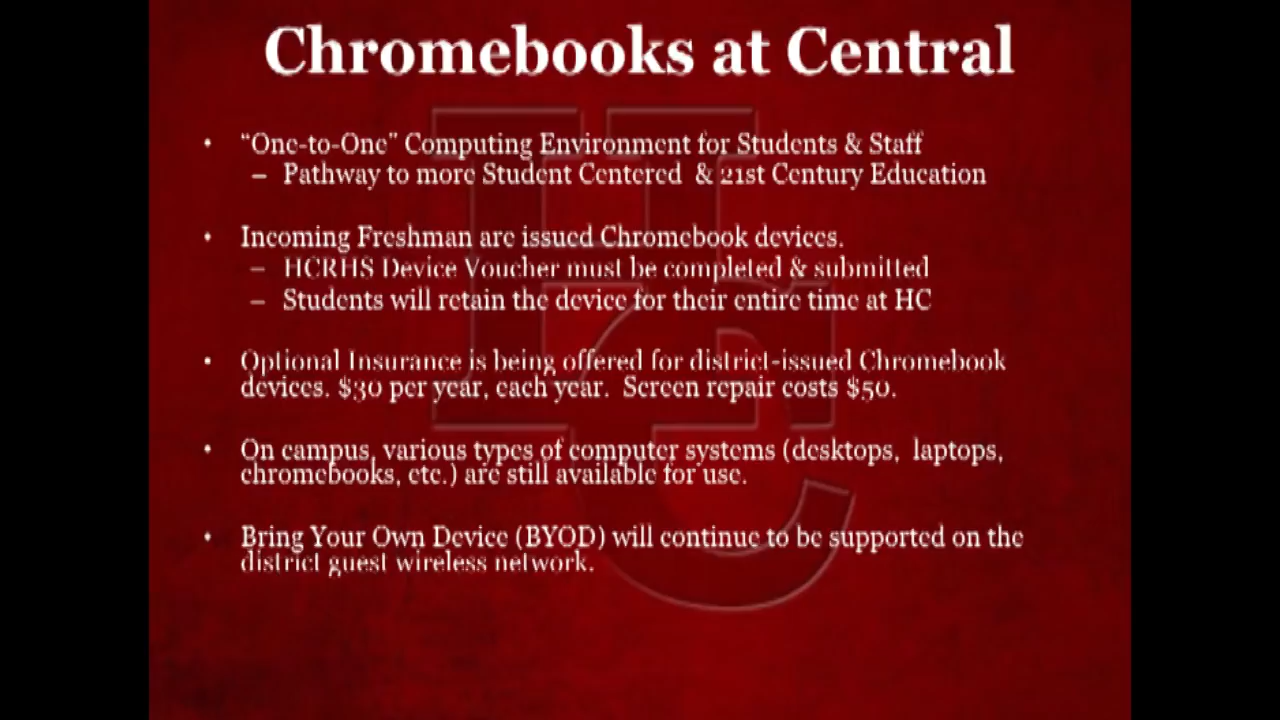 Chromebooks at Central
• "One-to-One" Computing Environment for Students & Staff
– Pathway to more Student Centered & 21st Century Education
• Incoming Freshman are issued Chromebook devices.
– HCRHS Device Voucher must be completed & submitted
– Students will retain the device for their entire time at HC
• Optional Insurance is being offered for district-issued Chromebook
devices. $30 per year, each year. Screen repair costs $50.
• On campus, various types of computer systems (desktops, laptops,
chromebooks, etc.) are still available for use.
• Bring Your Own Device (BYOD) will continue to be supported on the
district guest wireless network.